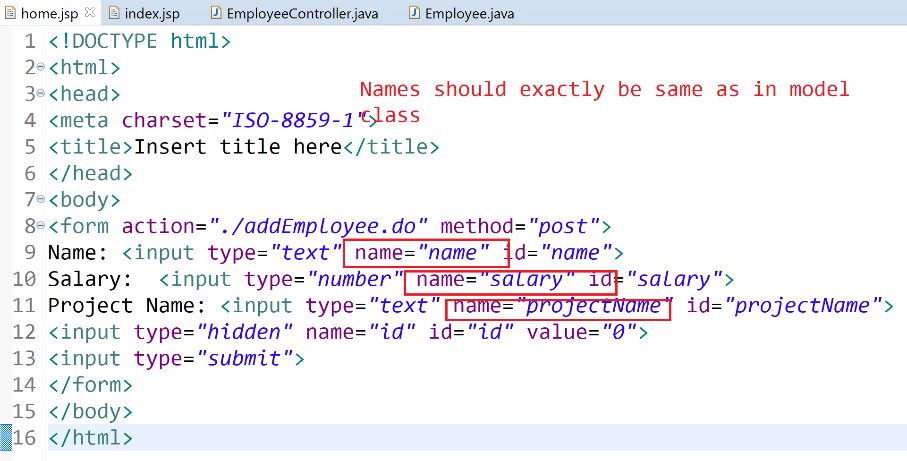 home.jsp index.jsp EmployeeController.java Employee.java
1 <!DOCTYPE html>
2 <html>
3 <head>
Names should exactly be same as in model
class
4 <meta charset="ISO-8859-1">
5 <title>Insert title here</title>
6 </head>
7 <body>
8 <form action="./addEmployee.do" method="post">
9 Name: <input type="text" name="name" id="name">
10 Salary:  <input type="number" name="salary" id="salary">
11 Project Name: <input type="text" name="projectName" id="projectName">
12 <input type="hidden" name="id" id="id" value="0">
13 <input type="submit">
14 </form>
15 </body>
16 </html>